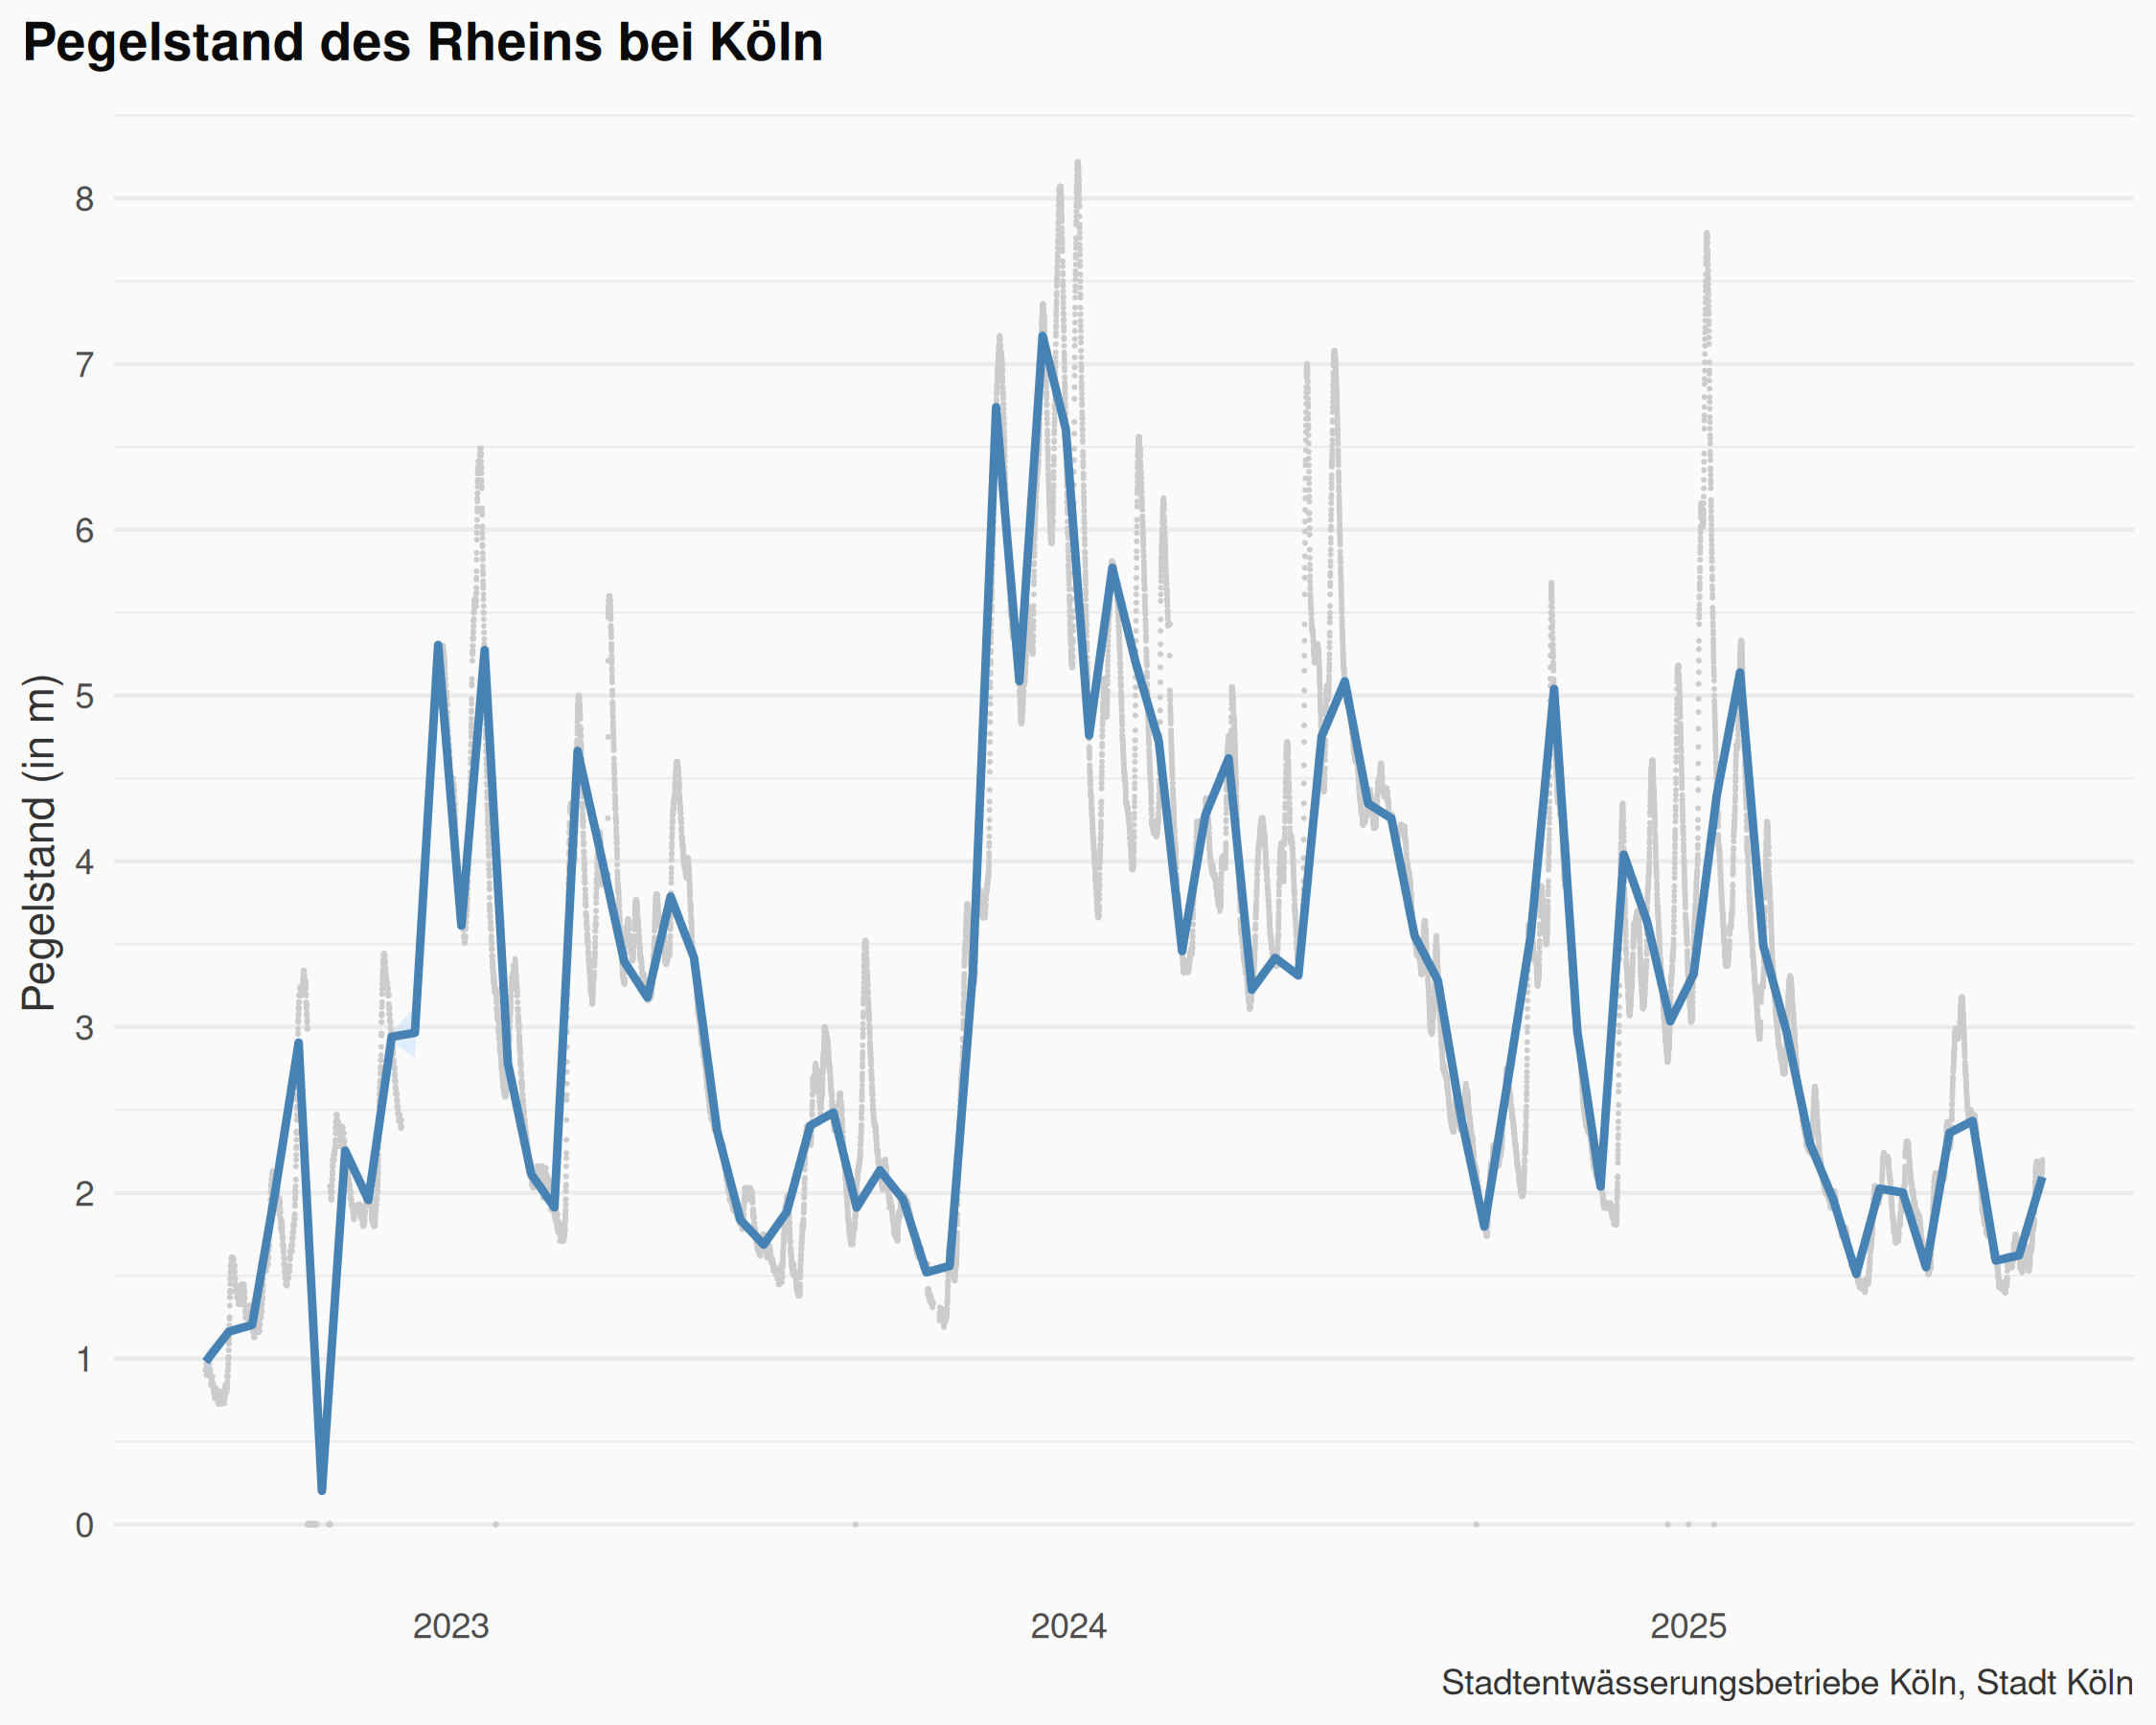 Pegelstand des Rheins bei Köln
Pegelstand (in m)
8
7
6
5
4
3
2
1
0
2023 2024 2025
Stadtentwässerungsbetriebe Köln, Stadt Köln